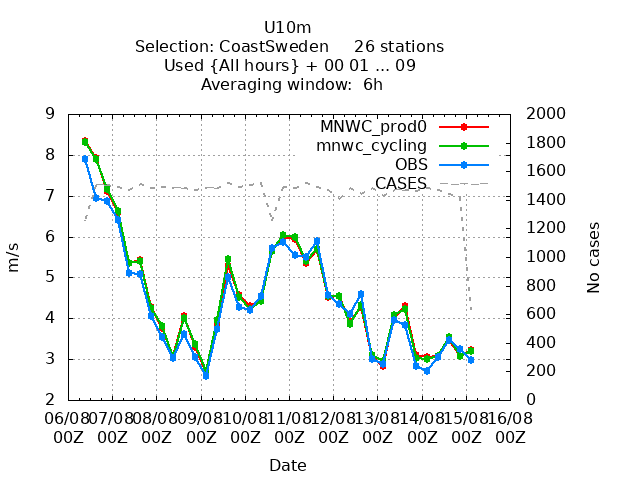 U10m
Selection: CoastSweden     26 stations
Used {All hours} + 00 01 ... 09
Averaging window:  6h
9 2000
8 1800
7 1600
6 1400
5 1200
4 1000
3 800
2 600
400
200
0
MNWC_prod0
mnwc_cycling
OBS
CASES
m/s
No cases
06/08 07/08 08/08 09/08 10/08 11/08 12/08 13/08 14/08 15/08 16/08
00Z 00Z 00Z 00Z 00Z 00Z 00Z 00Z 00Z 00Z 00Z
Date